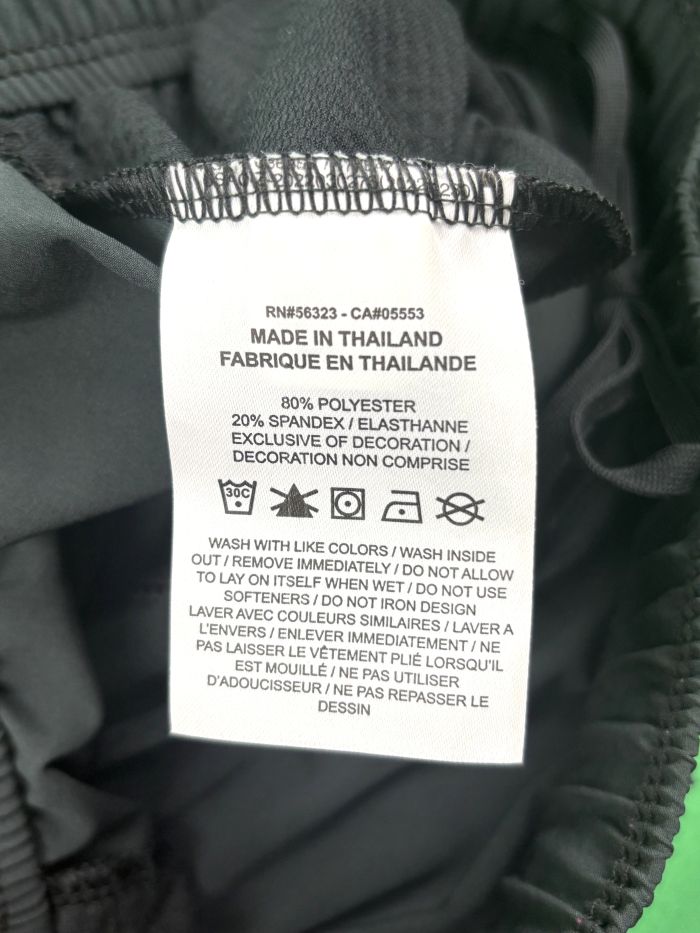 RN#56323 - CA#05553
MADE IN THAILAND
FABRIQUE EN THAILANDE
80% POLYESTER
20% SPANDEX / ELASTHANNE
EXCLUSIVE OF DECORATION /
DECORATION NON COMPRISE
30C
WASH WITH LIKE COLORS / WASH INSIDE
OUT / REMOVE IMMEDIATELY / DO NOT ALLOW
TO LAY ON ITSELF WHEN WET / DO NOT USE
SOFTENERS / DO NOT IRON DESIGN
LAVER AVEC COULEURS SIMILAIRES / LAVER A
L'ENVERS / ENLEVER IMMEDIATEMENT / NE
PAS LAISSER LE VÊTEMENT PLIÉ LORSQU'IL
EST MOUILLÉ / NE PAS UTILISER
D'ADOUCISSEUR / NE PAS REPASSER LE
DESSIN